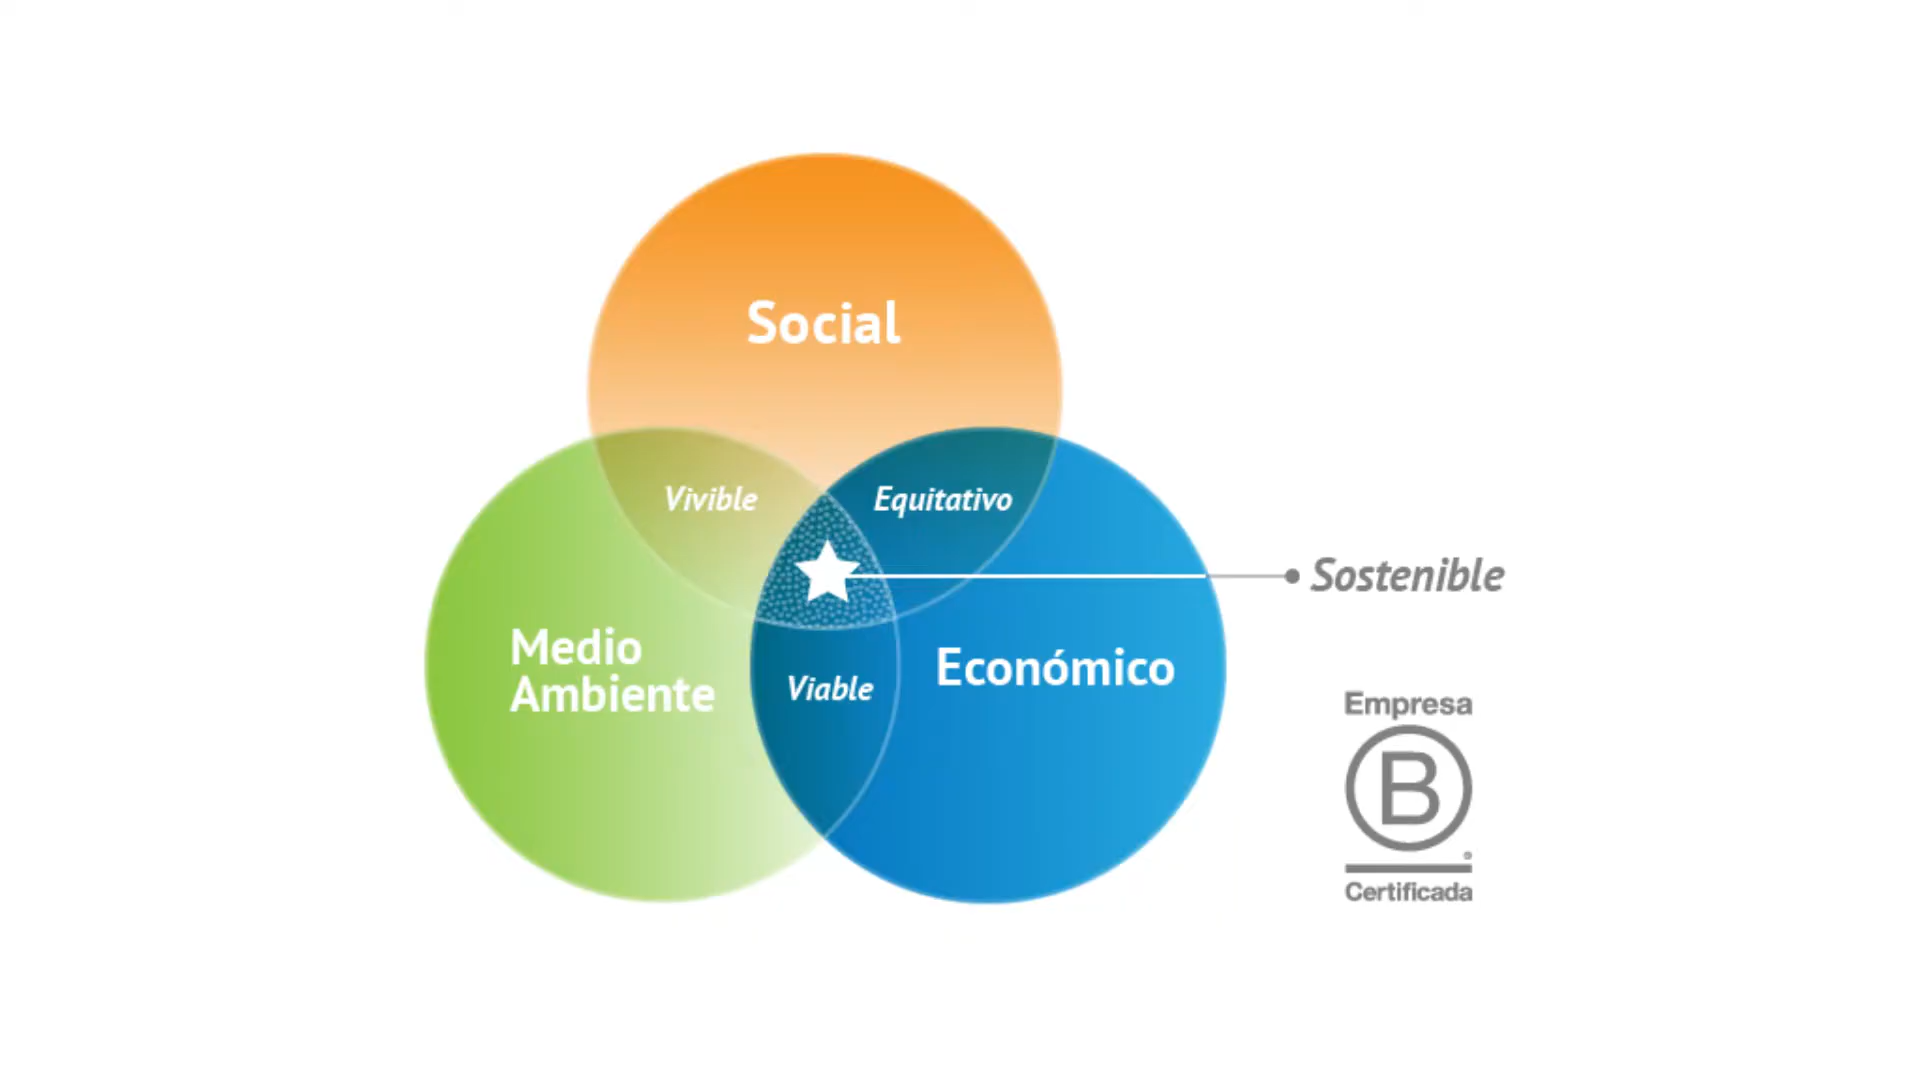 Social
Vivible
Equitativo
Sostenible
Medio
Ambiente
Económico
Viable
Empresa
B
Certificada